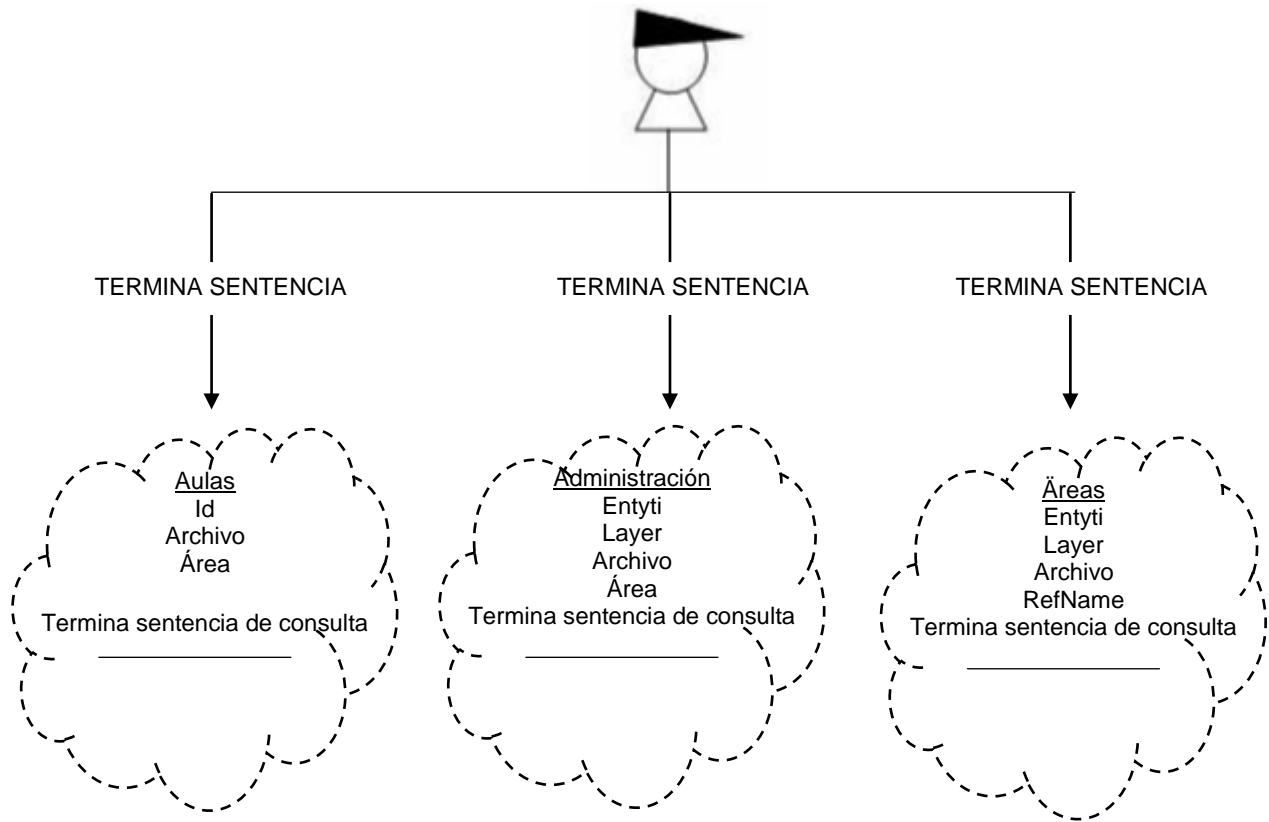 TERMINA SENTENCIA
TERMINA SENTENCIA
TERMINA SENTENCIA
Aulas
Id
Archivo
Área
Termina sentencia de consulta
Administración
Entyti
Layer
Archivo
Área
Termina sentencia de consulta
Äreas
Entyti
Layer
Archivo
RefName
Termina sentencia de consulta